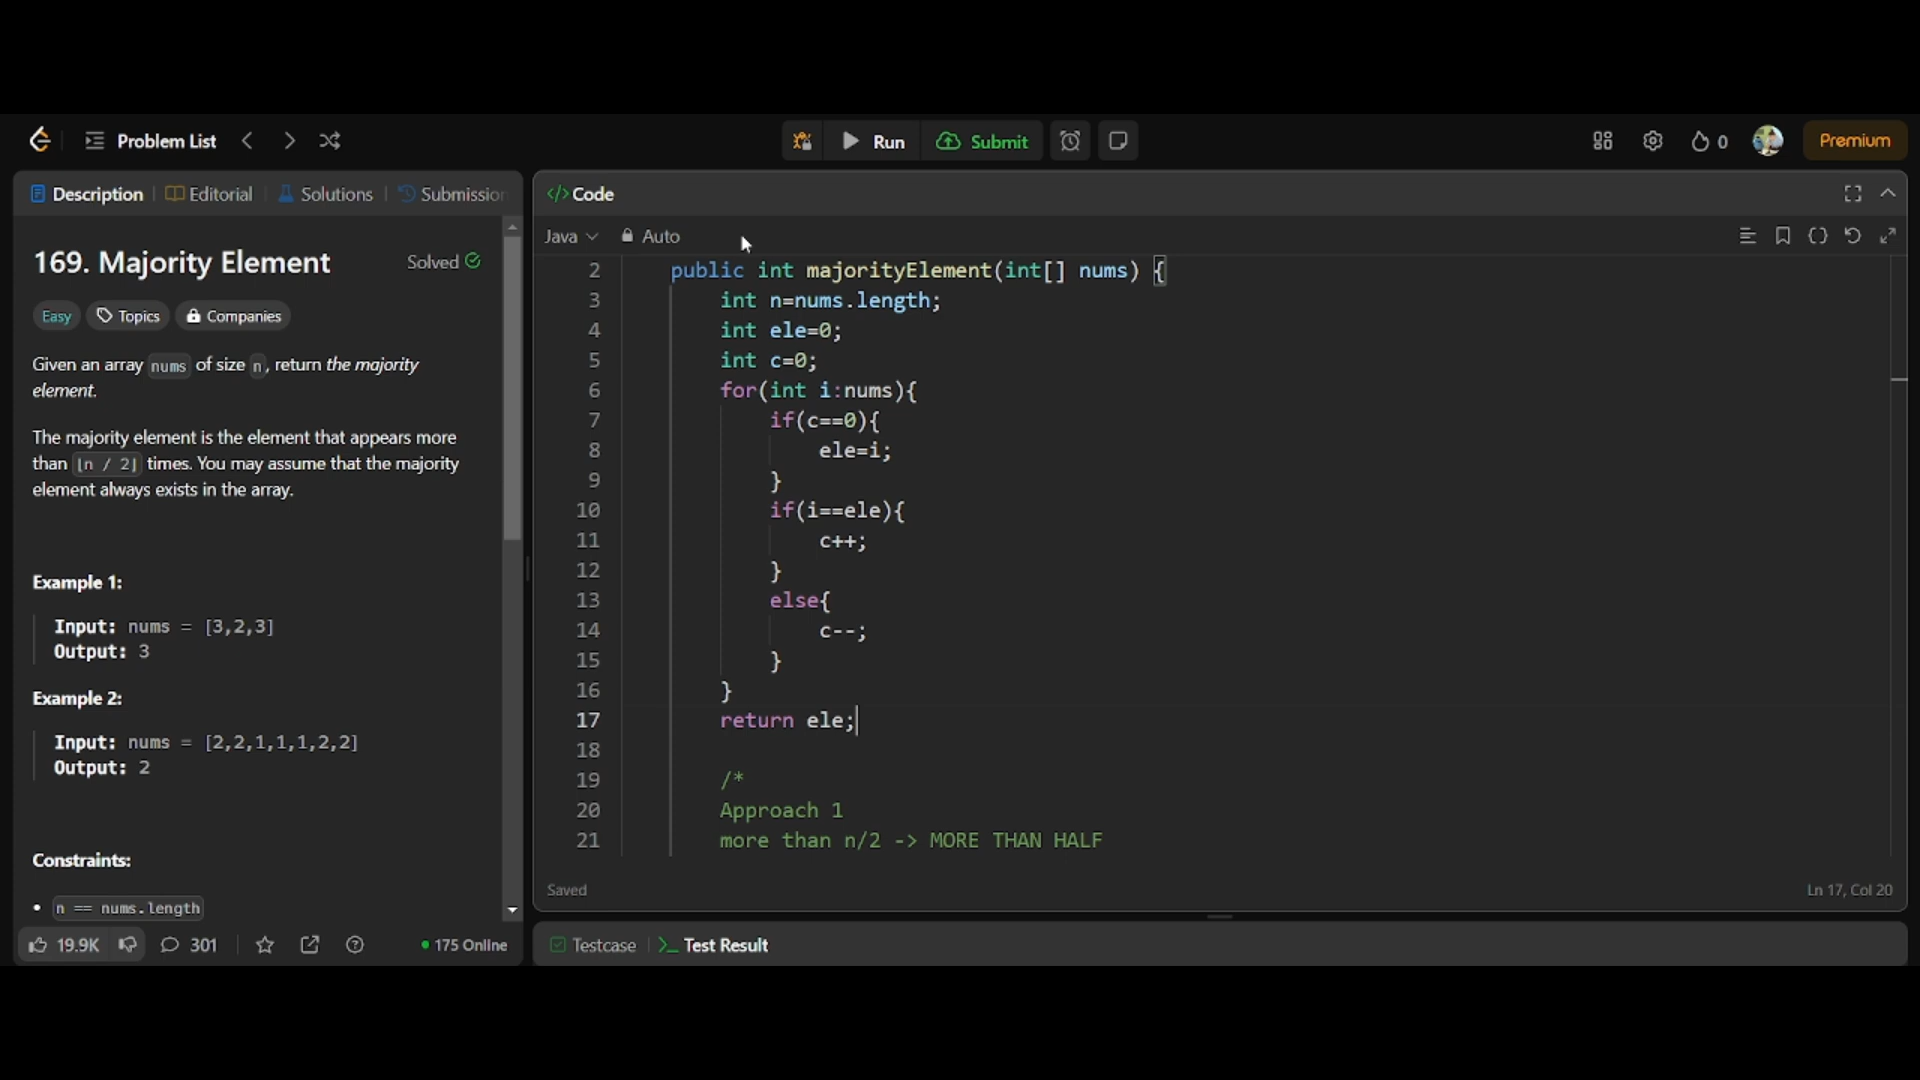 Problem List
Run
Submit
0
Premium
Description
Editorial
Solutions
Submission
</> Code
Java
Auto
169. Majority Element
Solved
Easy
Topics
Companies
Given an array nums of size n, return the majority
element.
The majority element is the element that appears more
than ⌊n / 2⌋ times. You may assume that the majority
element always exists in the array.
Example 1:
Input: nums = [3,2,3]
Output: 3
Example 2:
Input: nums = [2,2,1,1,1,2,2]
Output: 2
Constraints:
• n == nums.length
19.9K
301
175 Online
2 public int majorityElement(int[] nums) {
3 int n=nums.length;
4 int ele=0;
5 int c=0;
6 for(int i:nums){
7 if(c==0){
8 ele=i;
9 }
10 if(i==ele){
11 c++;
12 }
13 else{
14 c--;
15 }
16 }
17 return ele;
18
19 /*
20 Approach 1
21 more than n/2 -> MORE THAN HALF
Saved
Ln 17, Col 20
Testcase
Test Result